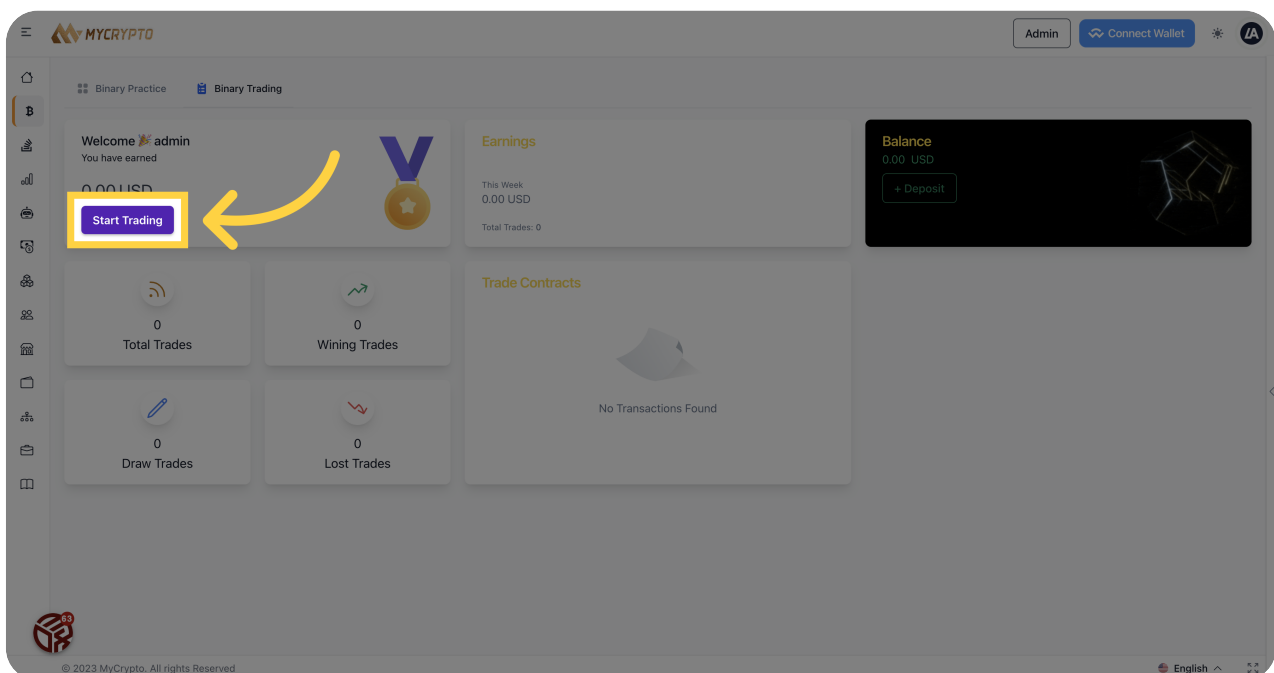 MYCRYPTO
Admin
Connect Wallet
Binary Practice
Binary Trading
Welcome 🎉 admin
You have earned
0.00 USD
Start Trading
Earnings
This Week
0.00 USD
Total Trades: 0
Balance
0.00 USD
+ Deposit
0
Total Trades
0
Wining Trades
Trade Contracts
No Transactions Found
0
Draw Trades
0
Lost Trades
63
© 2023 MyCrypto. All rights Reserved
English